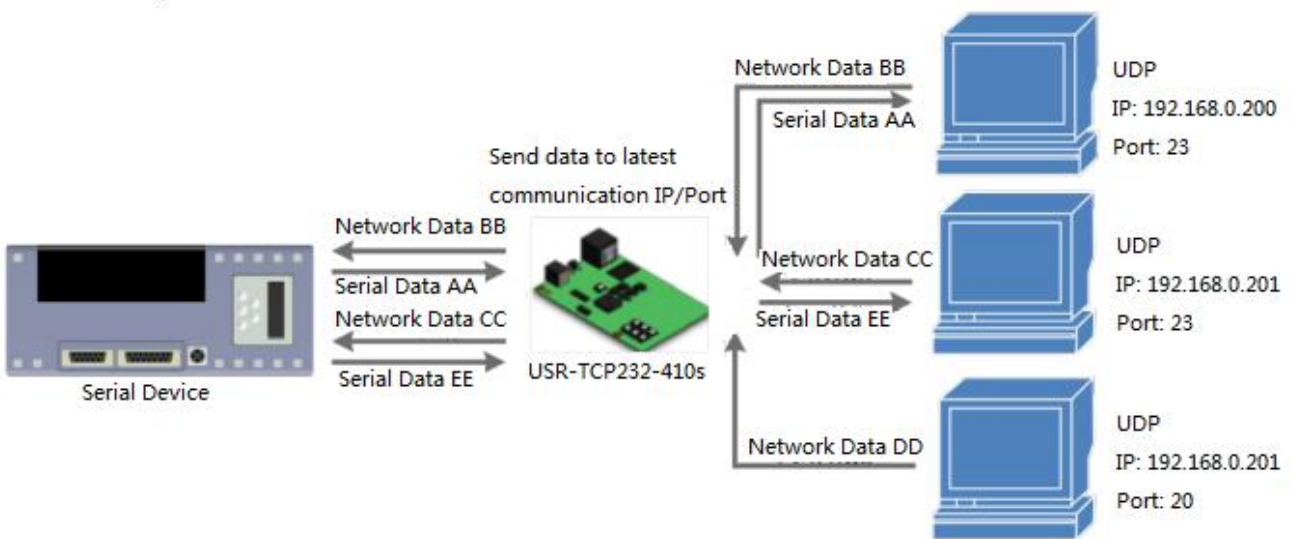 Network Data BB
Serial Data AA
UDP
IP: 192.168.0.200
Port: 23
Send data to latest
communication IP/Port
Network Data BB
Serial Data AA
Network Data CC
Serial Data EE
Serial Device
USR-TCP232-410s
Network Data CC
Serial Data EE
UDP
IP: 192.168.0.201
Port: 23
Network Data DD
UDP
IP: 192.168.0.201
Port: 20